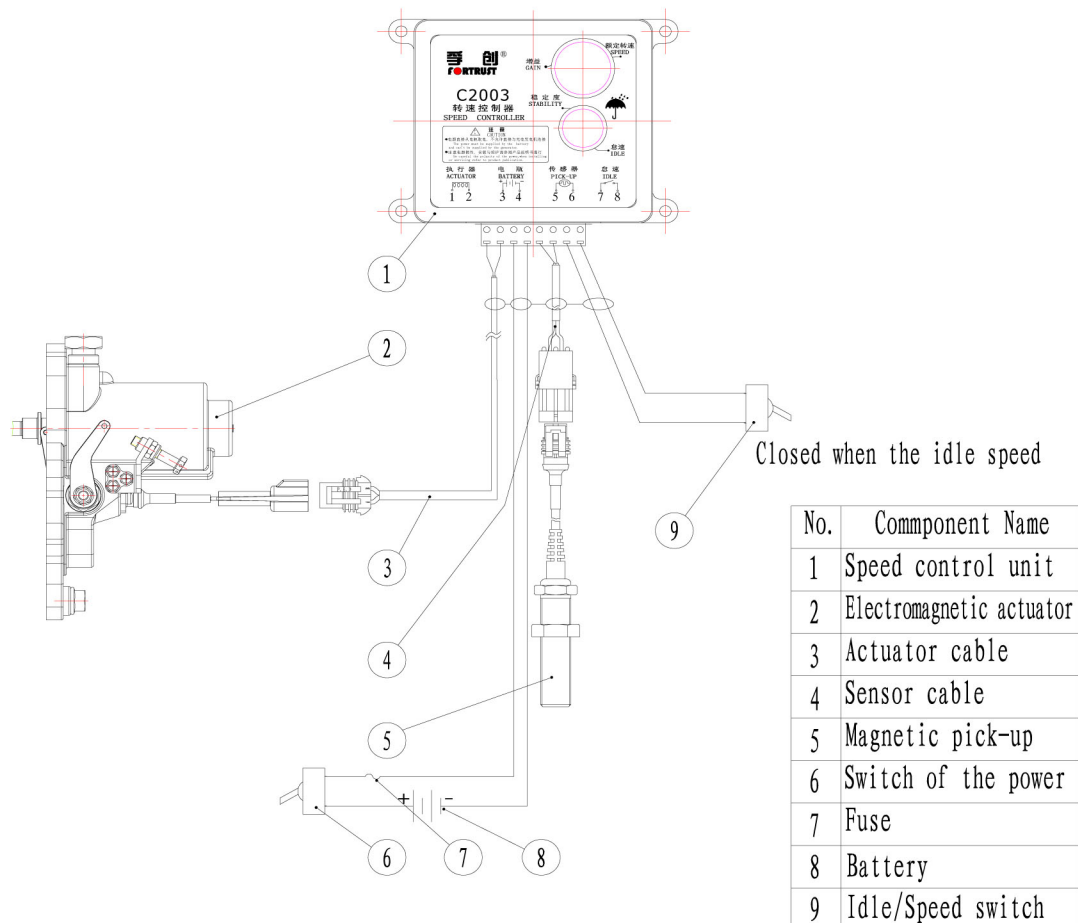 孚创®
FORTRUST
C2003
转速控制器
SPEED CONTROLLER
增益
GAIN
额定转速
SPEED
稳定度
STABILITY
怠速
IDLE
注意
CAUTION
执行器
ACTUATOR
电瓶
BATTERY
传感器
PICK-UP
怠速
IDLE
+ -
1 2 3 4 5 6 7 8
1
2
3
4
5
6
7
8
9
+ -
Closed when the idle speed
No. Commponent Name
1 Speed control unit
2 Electromagnetic actuator
3 Actuator cable
4 Sensor cable
5 Magnetic pick-up
6 Switch of the power
7 Fuse
8 Battery
9 Idle/Speed switch